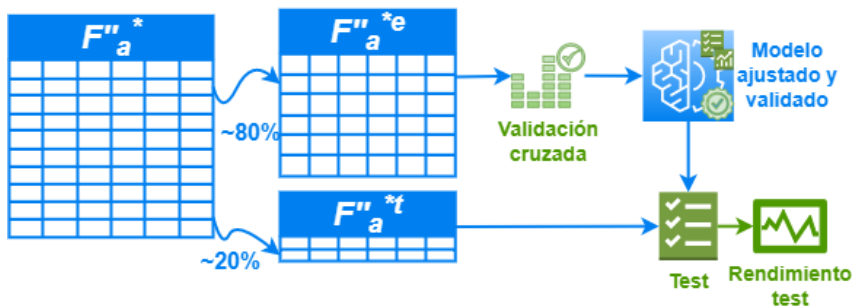 F''a*
F''a*e
~80%
Validación
cruzada
Modelo
ajustado y
validado
F''a*t
~20%
Test
Rendimiento
test